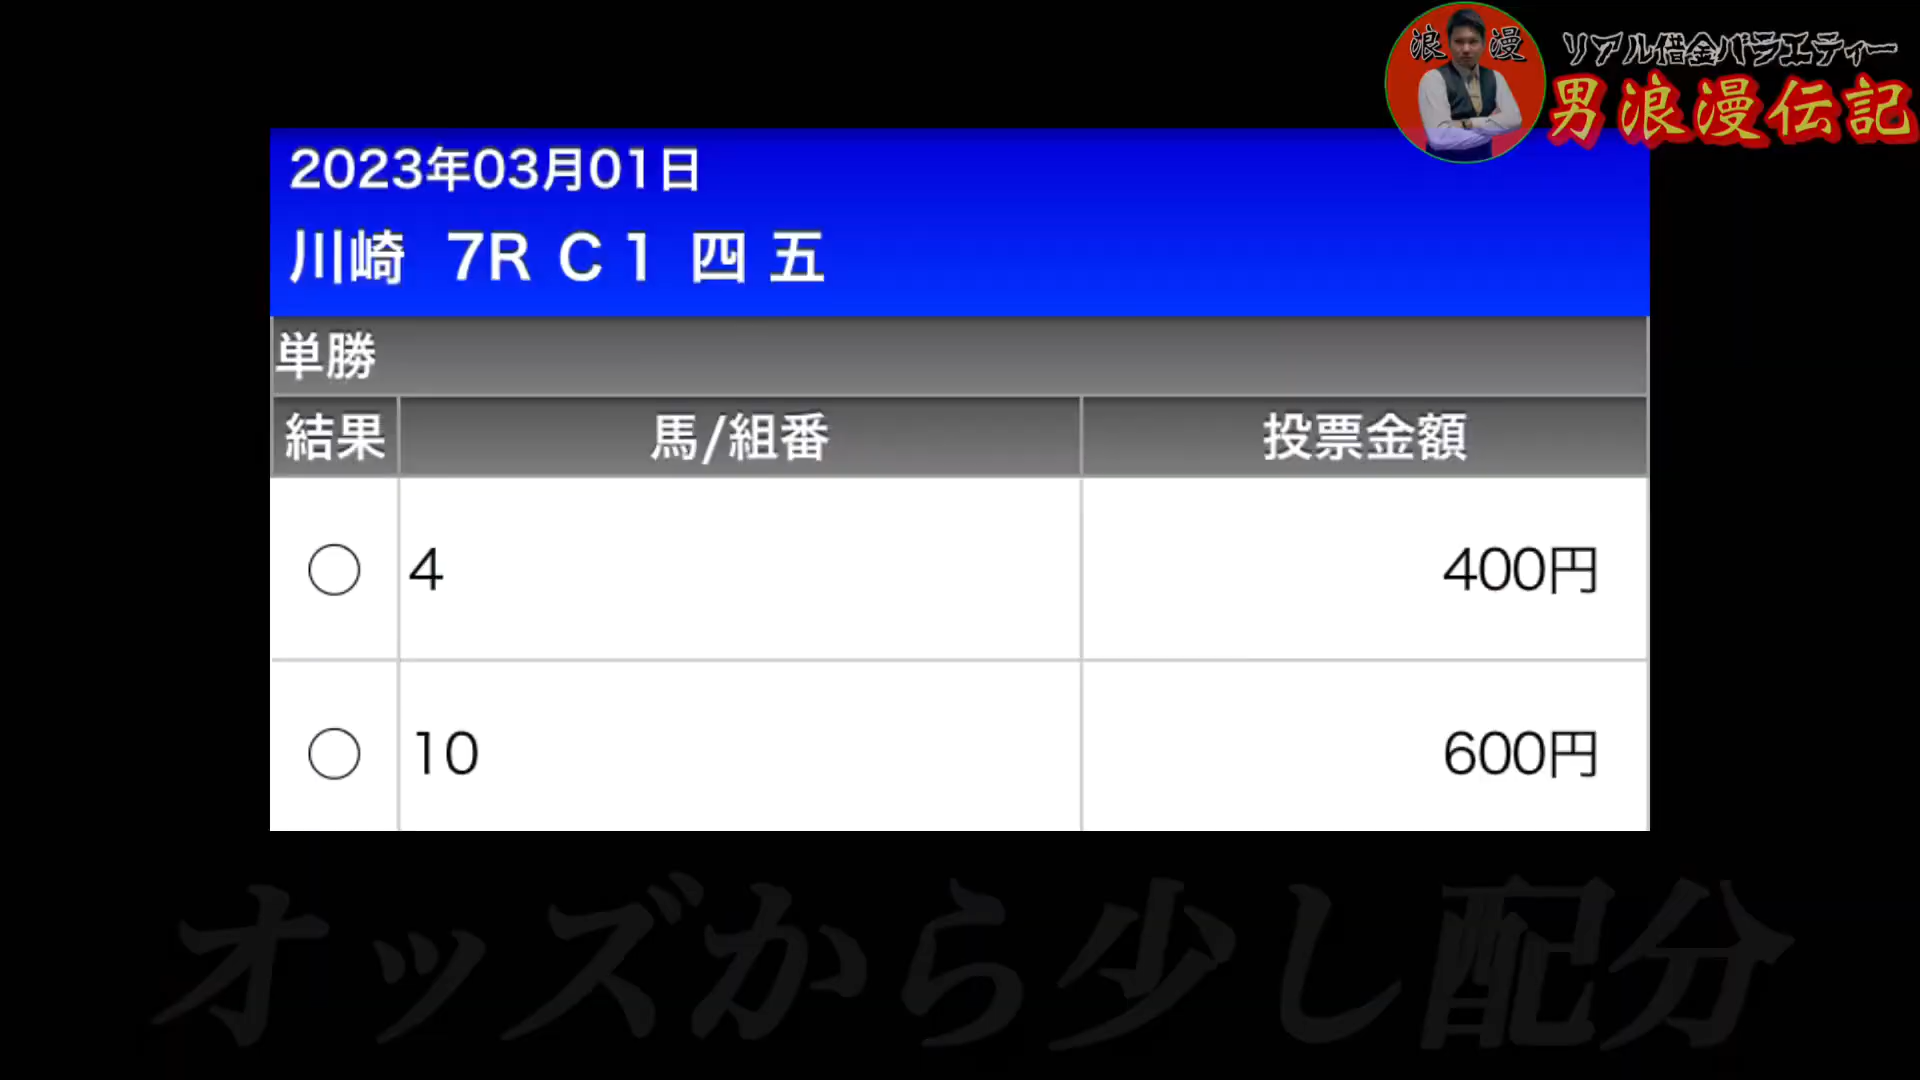 浪漫
リアル借金バラエティー
男浪漫伝記
2023年03月01日
川崎 7R C1 四五
単勝
結果 馬/組番 投票金額
○ 4 400円
○ 10 600円
オッズから少し配分